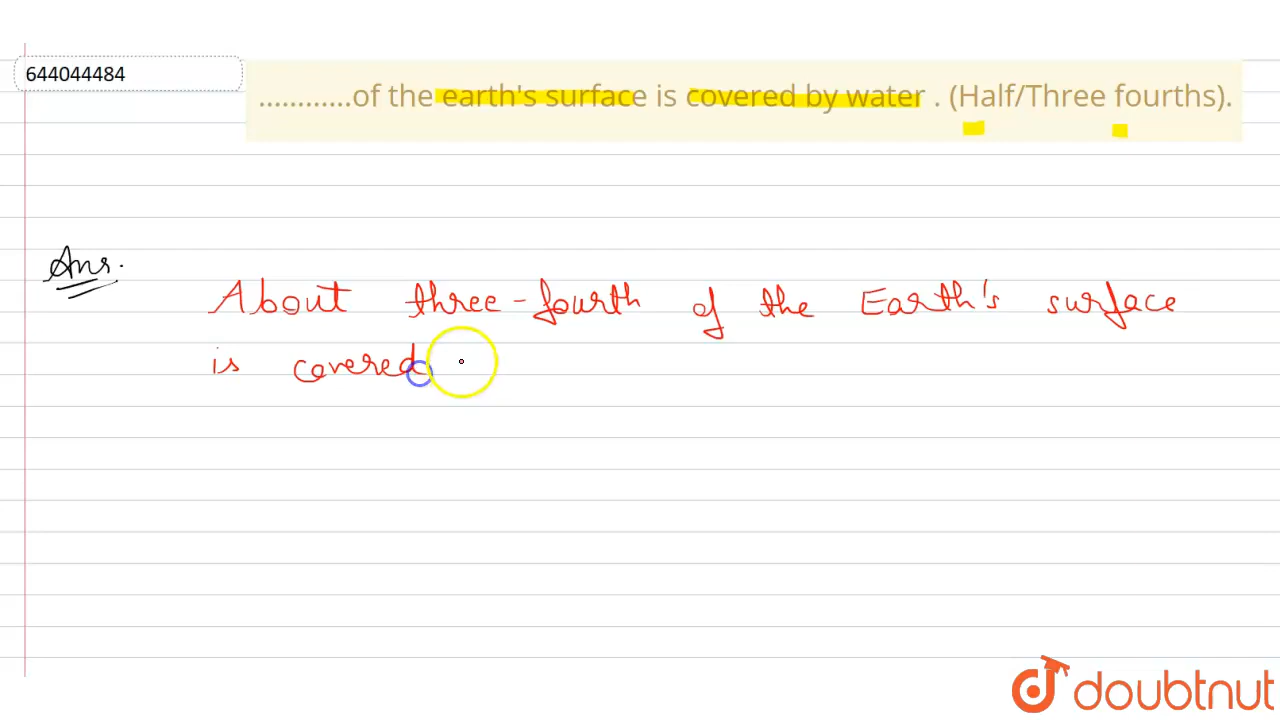 644044484
............of the earth's surface is covered by water . (Half/Three fourths).
Ans.
About three-fourth of the Earth's surface
is covered
doubtnut